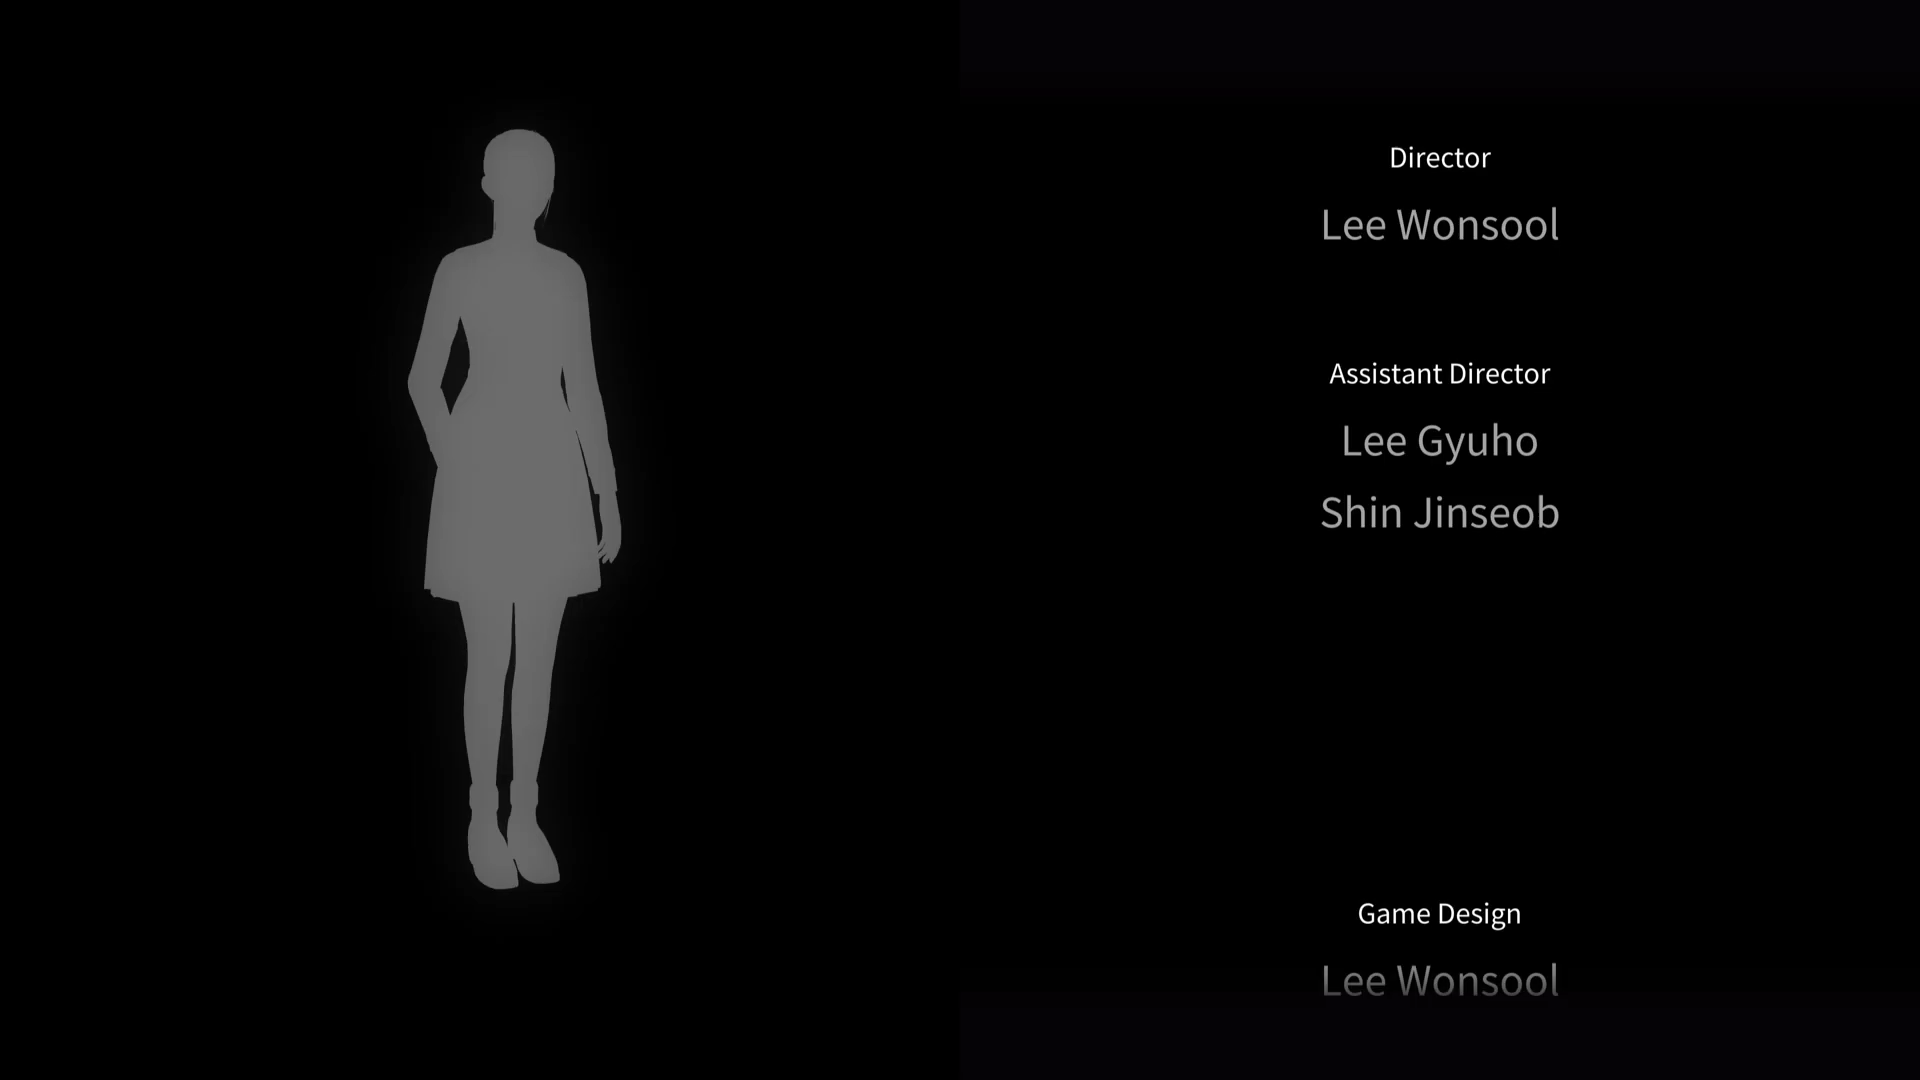 Director
Lee Wonsool
Assistant Director
Lee Gyuho
Shin Jinseob
Game Design
Lee Wonsool